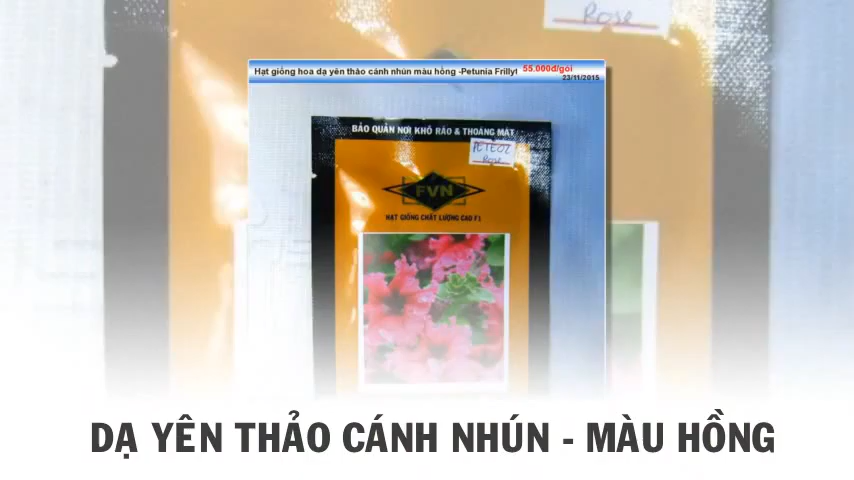 Rose
Hạt giống hoa dạ yên thảo cánh nhún màu hồng -Petunia Frillyt 55.000đ/gói
23/11/2015
BẢO QUẢN NƠI KHÔ RÁO & THOÁNG MÁT
PETE02
Rose
FVN
HẠT GIỐNG CHẤT LƯỢNG CAO F1
DẠ YÊN THẢO CÁNH NHÚN - MÀU HỒNG